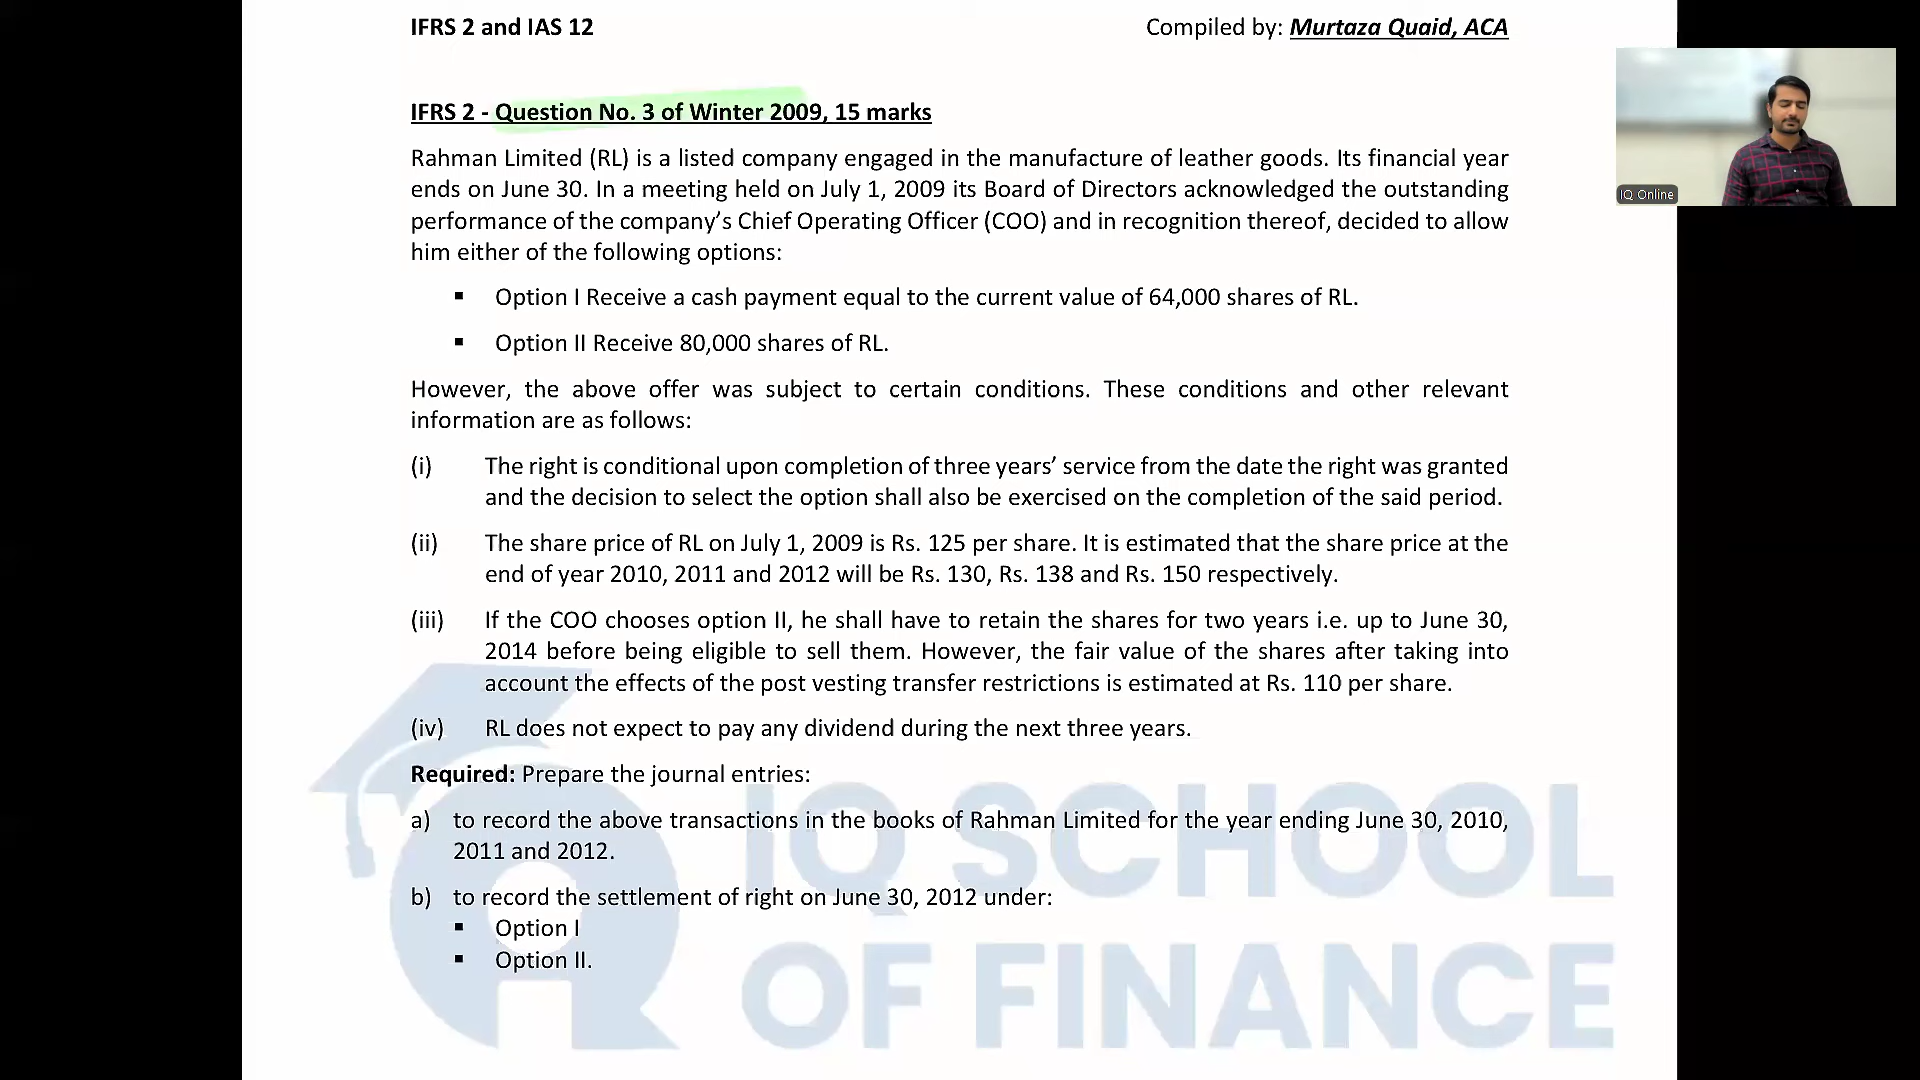 IFRS 2 and IAS 12
Compiled by: Murtaza Quaid, ACA
IQ Online
IFRS 2 - Question No. 3 of Winter 2009, 15 marks
Rahman Limited (RL) is a listed company engaged in the manufacture of leather goods. Its financial year
ends on June 30. In a meeting held on July 1, 2009 its Board of Directors acknowledged the outstanding
performance of the company’s Chief Operating Officer (COO) and in recognition thereof, decided to allow
him either of the following options:
▪ Option I Receive a cash payment equal to the current value of 64,000 shares of RL.
▪ Option II Receive 80,000 shares of RL.
However, the above offer was subject to certain conditions. These conditions and other relevant
information are as follows:
(i) The right is conditional upon completion of three years’ service from the date the right was granted
and the decision to select the option shall also be exercised on the completion of the said period.
(ii) The share price of RL on July 1, 2009 is Rs. 125 per share. It is estimated that the share price at the
end of year 2010, 2011 and 2012 will be Rs. 130, Rs. 138 and Rs. 150 respectively.
(iii) If the COO chooses option II, he shall have to retain the shares for two years i.e. up to June 30,
2014 before being eligible to sell them. However, the fair value of the shares after taking into
account the effects of the post vesting transfer restrictions is estimated at Rs. 110 per share.
(iv) RL does not expect to pay any dividend during the next three years.
Required: Prepare the journal entries:
a) to record the above transactions in the books of Rahman Limited for the year ending June 30, 2010,
2011 and 2012.
b) to record the settlement of right on June 30, 2012 under:
▪ Option I
▪ Option II.
IQ SCHOOL
OF FINANCE